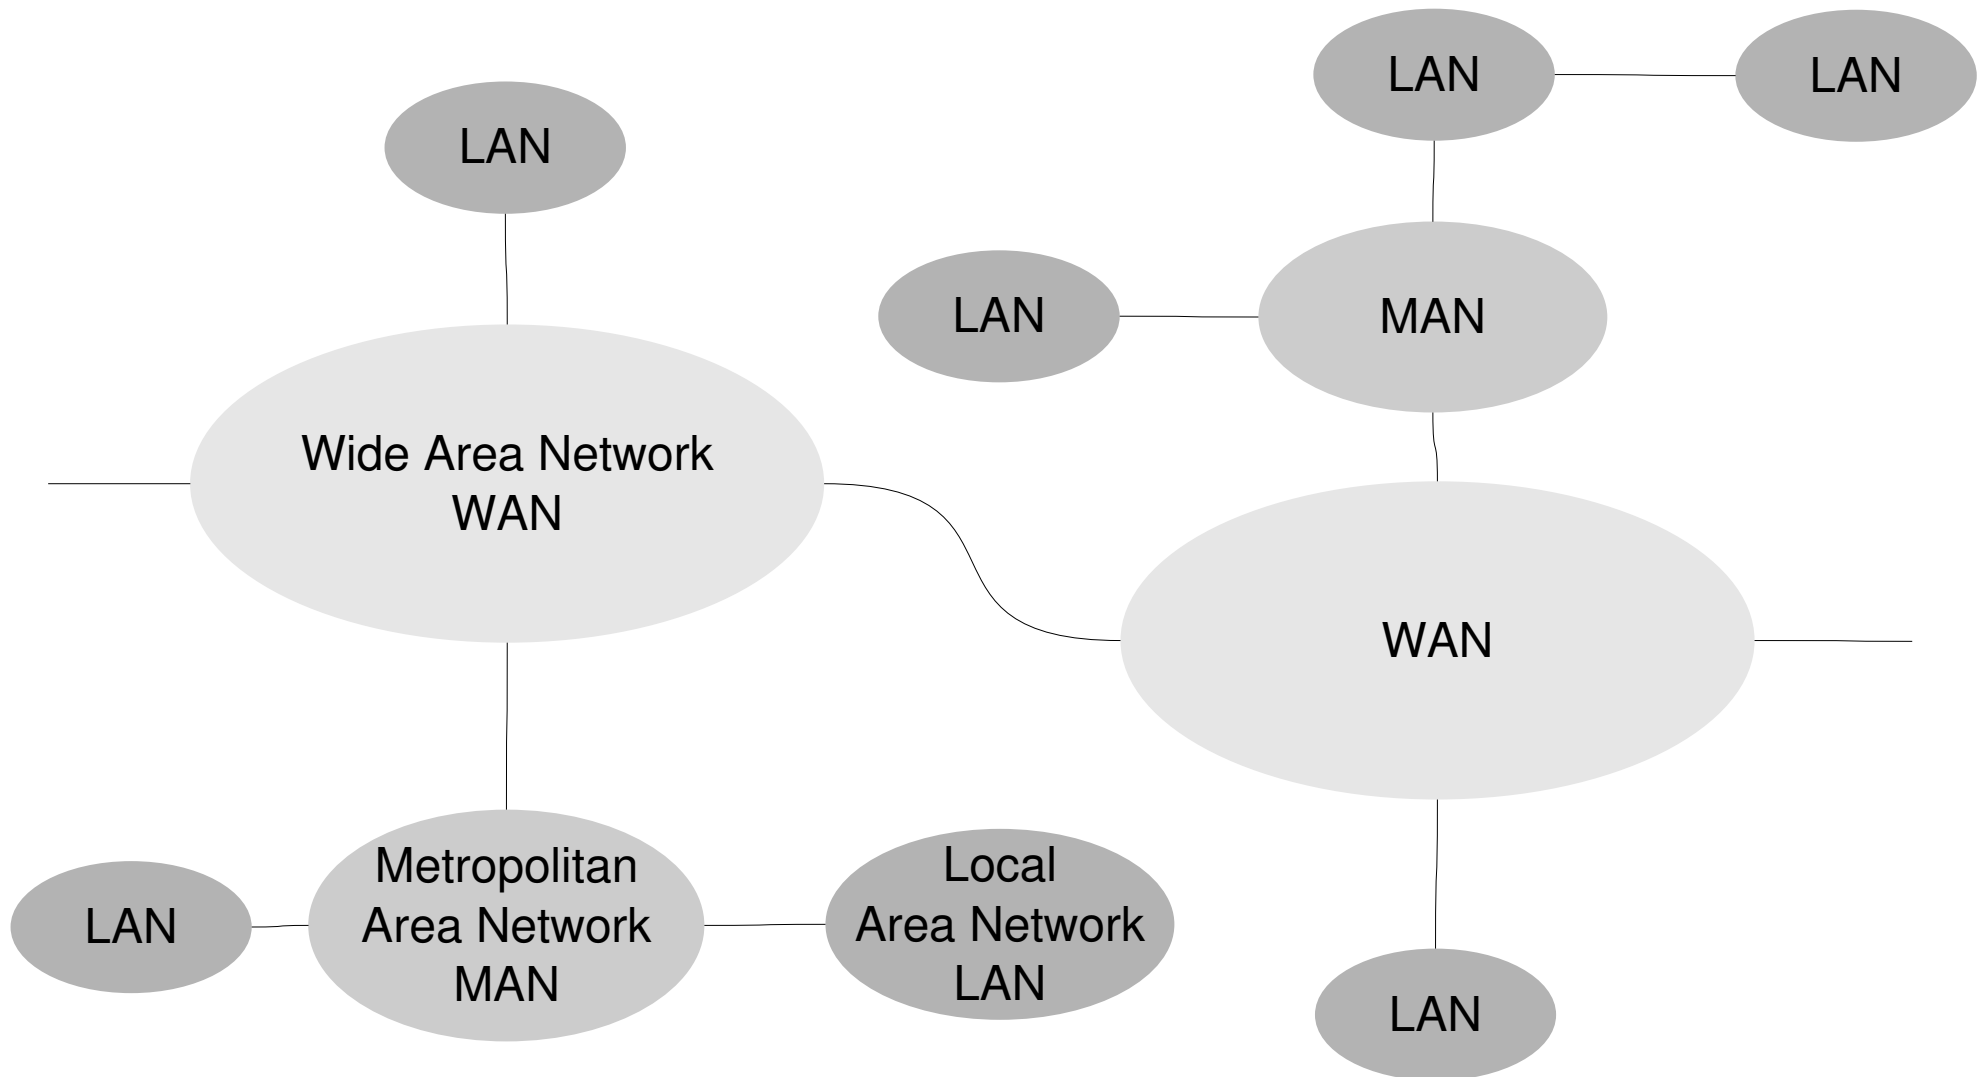 LAN
LAN
LAN
LAN
MAN
Wide Area Network
WAN
WAN
LAN
Metropolitan
Area Network
MAN
Local
Area Network
LAN
LAN